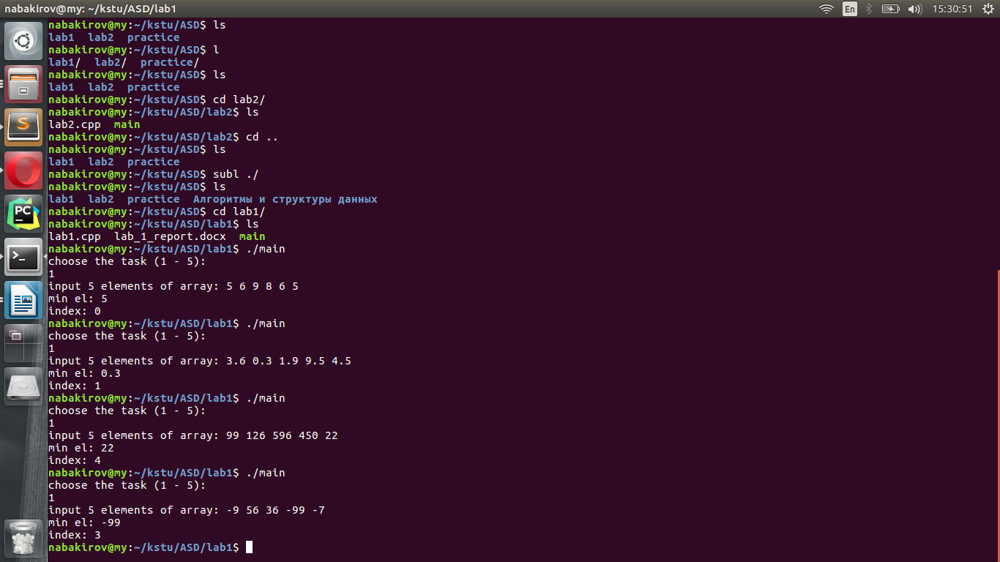 nabakirov@my: ~/kstu/ASD/lab1 En 15:30:51
nabakirov@my:~/kstu/ASD$ ls
lab1  lab2  practice
nabakirov@my:~/kstu/ASD$ l
lab1/  lab2/  practice/
nabakirov@my:~/kstu/ASD$ ls
lab1  lab2  practice
nabakirov@my:~/kstu/ASD$ cd lab2/
nabakirov@my:~/kstu/ASD/lab2$ ls
lab2.cpp  main
nabakirov@my:~/kstu/ASD/lab2$ cd ..
nabakirov@my:~/kstu/ASD$ ls
lab1  lab2  practice
nabakirov@my:~/kstu/ASD$ subl ./
nabakirov@my:~/kstu/ASD$ ls
lab1  lab2  practice  Алгоритмы и структуры данных
nabakirov@my:~/kstu/ASD$ cd lab1/
nabakirov@my:~/kstu/ASD/lab1$ ls
lab1.cpp  lab_1_report.docx  main
nabakirov@my:~/kstu/ASD/lab1$ ./main
choose the task (1 - 5):
1
input 5 elements of array: 5 6 9 8 6 5
min el: 5
index: 0
nabakirov@my:~/kstu/ASD/lab1$ ./main
choose the task (1 - 5):
1
input 5 elements of array: 3.6 0.3 1.9 9.5 4.5
min el: 0.3
index: 1
nabakirov@my:~/kstu/ASD/lab1$ ./main
choose the task (1 - 5):
1
input 5 elements of array: 99 126 596 450 22
min el: 22
index: 4
nabakirov@my:~/kstu/ASD/lab1$ ./main
choose the task (1 - 5):
1
input 5 elements of array: -9 56 36 -99 -7
min el: -99
index: 3
nabakirov@my:~/kstu/ASD/lab1$
S
PC
>_